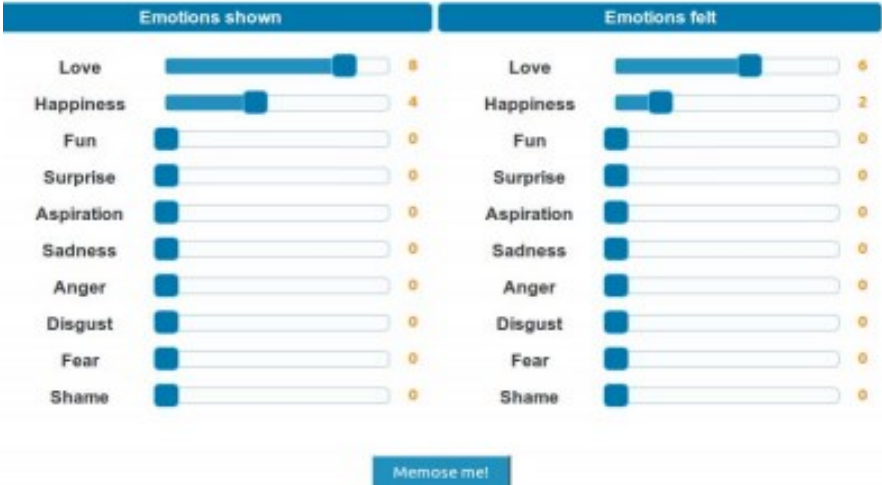 Emotions shown Emotions felt
Love 8 Love 6
Happiness 4 Happiness 2
Fun 0 Fun 0
Surprise 0 Surprise 0
Aspiration 0 Aspiration 0
Sadness 0 Sadness 0
Anger 0 Anger 0
Disgust 0 Disgust 0
Fear 0 Fear 0
Shame 0 Shame 0
Memose me!